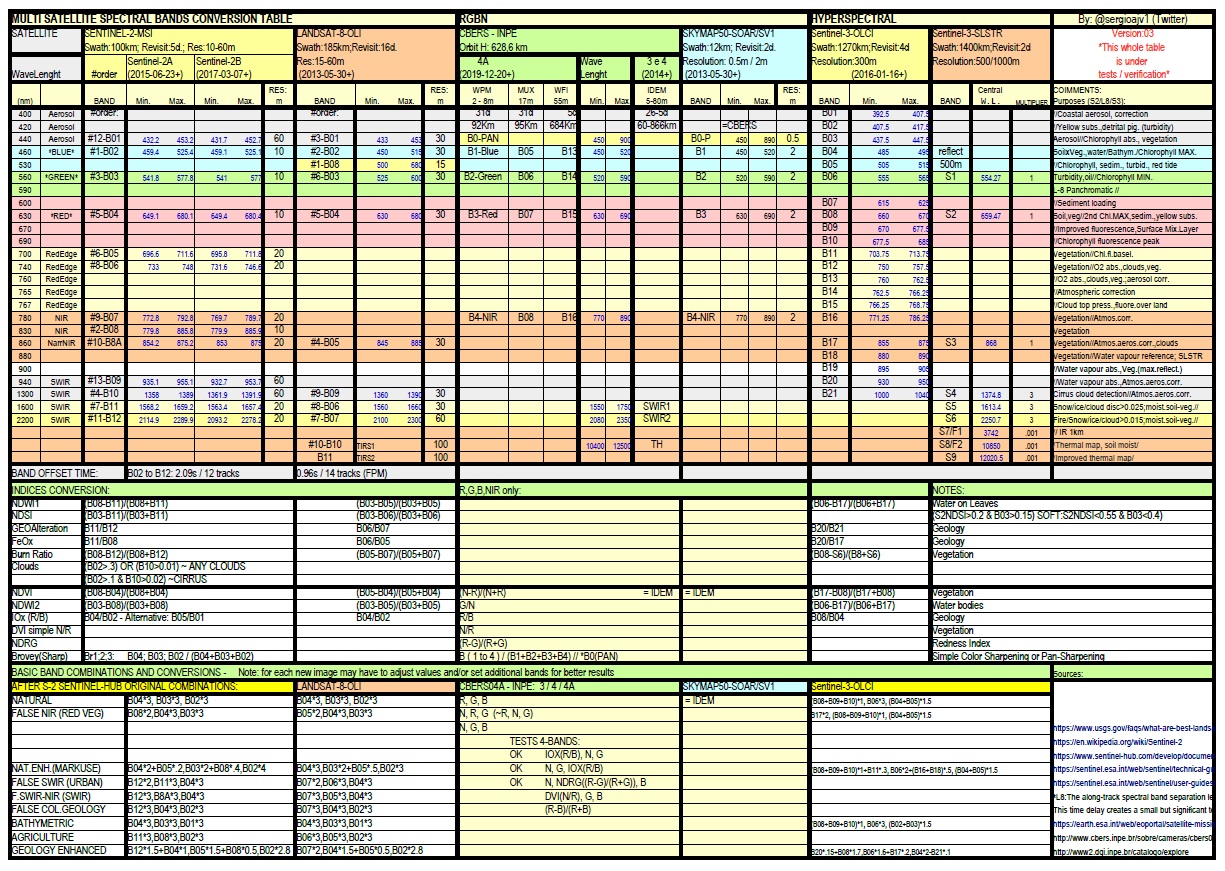 MULTI SATELLITE SPECTRAL BANDS CONVERSION TABLE RGBN HYPERSPECTRAL By: @sergioajv1 (Twitter)
SATELLITE SENTINEL-2-MSI LANDSAT-8-OLI CBERS - INPE SKYMAP50-SOAR/SV1 Sentinel-3-OLCI Sentinel-3-SLSTR Version:03
Swath:100km; Revisit:5d.; Res:10-60m Swath:185km;Revisit:16d. Orbit H: 628,6 km Swath:12km; Revisit:2d. Swath:1270km;Revisit:4d Swath:1400km;Revisit:2d *This whole table
Sentinel-2A Sentinel-2B Res:15-60m 4A Wave 3 e 4 Resolution: 0.5m / 2m Resolution:300m Resolution:500/1000m is under
WaveLenght #order (2015-06-23+) (2017-03-07+) (2013-05-30+) (2019-12-20+) Lenght (2014+) (2013-05-30+) (2016-01-16+) tests / verification*
RES: RES: WPM MUX WFI IDEM RES: Central COMMENTS:
(nm) BAND Min. Max. Min. Max. m BAND Min. Max. m 2 - 8m 17m 55m Min. Max. 5-80m BAND Min. Max. m BAND Min. Max. BAND W.L. MULTIPLIER Purposes (S2/L8/S3):
400 Aerosol #order: #order: 31d 31d 5d 26-5d B01 392.5 407.5 //Coastal aerosol, correction
420 Aerosol 92Km 95Km 684Km 60-866km =CBERS B02 407.5 417.5 //Yellow subs.,detrital pig. (turbidity)
440 Aerosol #12-B01 432.2 453.2 431.7 452.7 60 #3-B01 433 453 30 B0-PAN 450 900 B0-P 450 890 0.5 B03 437.5 Aerosol//Chlorophyll abs., vegetation
460 *BLUE* #1-B02 459.4 525.4 459.1 525.1 10 #2-B02 450 515 30 B1-Blue B05 B13 450 520 B1 450 520 2 B04 485 495 reflect Soil/Veg.,water/Bathym./Chlorophyll MAX.
530 #1-B08 500 680 15 B05 505 515 500m //Chlorophyll, sedim., turbid., red tide
560 *GREEN* #3-B03 541.8 577.8 541 577 10 #6-B03 525 600 30 B2-Green B06 B14 520 590 B2 520 590 2 B06 555 565 S1 554.27 1 Turbidity,oil//Chlorophyll MIN.
590 L-8 Panchromatic //
600 B07 615 625 //Sediment loading
630 *RED* #5-B04 649.1 680.1 649.4 680.4 10 #5-B04 630 680 30 B3-Red B07 B15 630 690 B3 630 690 2 B08 660 670 S2 659.47 1 Soil,veg//2nd Chl.MAX,sedim.,yellow subs.
670 B09 670 677.5 //Improved fluorescence,Surface Mix.Layer
690 B10 677.5 685 //Chlorophyll fluorescence peak
700 RedEdge #6-B05 696.6 711.6 695.8 711.8 20 B11 703.75 713.75 Vegetation//Chl.fl.basel.
740 RedEdge #8-B06 733 748 731.6 746.6 20 B12 750 757.5 Vegetation//O2 abs.,clouds,veg.
760 RedEdge B13 760 762.5 //O2 abs.,clouds,veg.;aerosol corr.
765 RedEdge B14 762.5 766.25 //Atmospheric correction
767 RedEdge B15 766.25 768.75 //Cloud top press.,fluore.over land
780 NIR #9-B07 772.8 792.8 769.7 789.7 20 B4-NIR B08 B16 770 890 B4-NIR 770 890 2 B16 771.25 786.25 Vegetation//Atmos.corr.
830 NIR #2-B08 779.8 885.8 779.9 885.9 10 Vegetation
860 NarrNIR #10-B8A 854.2 875.2 853 875 20 #4-B05 845 885 30 B17 855 875 S3 868 1 Vegetation//Atmos.aeros.corr.,clouds
880 B18 880 890 Vegetation//Water vapour reference; SLSTR
900 B19 895 905 //Water vapour abs.,Veg.(max.reflect.)
940 SWIR #13-B09 935.1 955.1 932.7 953.7 60 B20 930 950 //Water vapour abs.,Atmos.aeros.corr.
1300 SWIR #4-B10 1358 1389 1361.9 1391.9 60 #9-B09 1360 1390 30 B21 1000 1040 S4 1374.8 3 Cirrus cloud detection//Atmos.aeros.corr.
1600 SWIR #7-B11 1568.2 1659.2 1563.4 1657.4 20 #8-B06 1560 1660 30 1550 1750 SWIR1 S5 1613.4 3 Snow/ice/cloud disc>0.025;moist.soil-veg.//
2200 SWIR #11-B12 2114.9 2289.9 2093.2 2278.2 20 #7-B07 2100 2300 60 2080 2350 SWIR2 S6 2250.7 3 Fire/Snow/ice/cloud>0.015;moist.soil-veg.//
S7/F1 3742 .001 // IR 1km
#10-B10 TIRS1 100 10400 12500 TH S8/F2 10850 .001 /Thermal map, soil moist/
B11 TIRS2 100 S9 12020.5 .001 /Improved thermal map/
BAND OFFSET TIME: B02 to B12: 2.09s / 12 tracks 0.96s / 14 tracks (FPM)
INDICES CONVERSION: R,G,B,NIR only: NOTES:
NDWI1 (B08-B11)/(B08+B11) (B03-B05)/(B03+B05) (B06-B17)/(B06+B17) Water on Leaves
NDSI (B03-B11)/(B03+B11) (B03-B06)/(B03+B06) (S2NDSI>0.2 & B03>0.15) SOFT:S2NDSI<0.55 & B03<0.4)
GEOAlteration B11/B12 B06/B07 B20/B21 Geology
FeOx B11/B08 B06/B05 B20/B17 Geology
Burn Ratio (B08-B12)/(B08+B12) (B05-B07)/(B05+B07) (B08-S6)/(B8+S6) Vegetation
Clouds (B02>.3) OR (B10>0.01) ~ ANY CLOUDS
(B02>.1 & B10>0.02) ~CIRRUS
NDVI (B08-B04)/(B08+B04) (B05-B04)/(B05+B04) (N-R)/(N+R) = IDEM = IDEM (B17-B08)/(B17+B08) Vegetation
NDWI2 (B03-B08)/(B03+B08) (B03-B05)/(B03+B05) G/N (B06-B17)/(B06+B17) Water bodies
IOx (R/B) B04/B02 - Alternative: B05/B01 B04/B02 R/B B08/B04 Geology
DVI simple N/R N/R Vegetation
NDRG (R-G)/(R+G) Redness Index
Brovey(Sharp) Br1:2:3: B04; B03; B02 / (B04+B03+B02) B ( 1 to 4) / (B1+B2+B3+B4) // *B0(PAN) Simple Color Sharpening or Pan-Sharpening
BASIC BAND COMBINATIONS AND CONVERSIONS - Note: for each new image may have to adjust values and/or set additional bands for better results Sources:
AFTER S-2 SENTINEL-HUB ORIGINAL COMBINATIONS: LANDSAT-8-OLI CBERS04A - INPE: 3 / 4 / 4A SKYMAP50-SOAR/SV1 Sentinel-3-OLCI
NATURAL B04*3, B03*3, B02*3 B04*3, B03*3, B02*3 R, G, B = IDEM (B08+B09+B10)*1, B06*3, (B04+B05)*1.5
FALSE NIR (RED VEG) B08*2,B04*3,B03*3 B05*2,B04*3,B03*3 N, R, G (~R, N, G) B17*2, (B08+B09+B10)*1, (B04+B05)*1.5
N, G, B https://www.usgs.gov/faqs/what-are-best-lands
TESTS 4-BANDS: https://en.wikipedia.org/wiki/Sentinel-2
OK IOX(R/B), N, G https://www.sentinel-hub.com/develop/docume
NAT.ENH.(MARKUSE) B04*2+B05*.2,B03*2+B08*.4,B02*4 B04*3,B03*2+B05*.5,B02*3 OK N, G, IOX(R/B) (B08+B09+B10)*1+B11*.3, B06*2+(B16+B18)*.5, (B04+B05)*1.5 https://sentinel.esa.int/web/sentinel/technical-g
FALSE SWIR (URBAN) B12*2,B11*3,B04*3 B07*2,B06*3,B04*3 OK N, NDRG((R-G)/(R+G)), B https://sentinel.esa.int/web/sentinel/user-guides
F.SWIR-NIR (SWIR) B12*3,B8A*3,B04*3 B07*3,B05*3,B04*3 DVI(N/R), G, B *L8:The along-track spectral band separation le
FALSE COL.GEOLOGY B12*3,B04*3,B02*3 B07*3,B04*3,B02*3 (R-B)/(R+B) This time delay creates a small but significant t
BATHYMETRIC B04*3,B03*3,B01*3 B04*3,B03*3,B01*3 (B08+B09+B10)*1, B06*3, (B02+B03)*1.5 https://earth.esa.int/web/eoportal/satellite-missi
AGRICULTURE B11*3,B08*3,B02*3 B06*3,B05*3,B02*3 http://www.cbers.inpe.br/sobre/cameras/cbers0
GEOLOGY ENHANCED B12*1.5+B04*1,B05*1.5+B08*0.5,B02*2.8 B07*2,B04*1.5+B05*0.5,B02*2.8 B20*.15+B08*1.7,B06*1.6+B17*.2,B04*2-B21*.1 http://www2.dgi.inpe.br/catalogo/explore